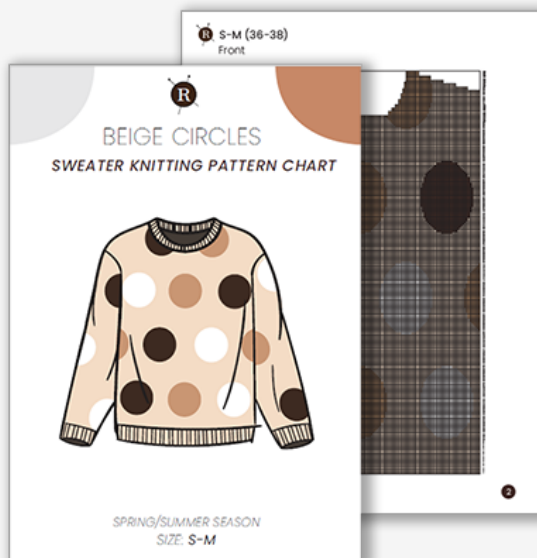 R S-M (36-38)
Front
R
BEIGE CIRCLES
SWEATER KNITTING PATTERN CHART
SPRING/SUMMER SEASON
SIZE: S-M
2